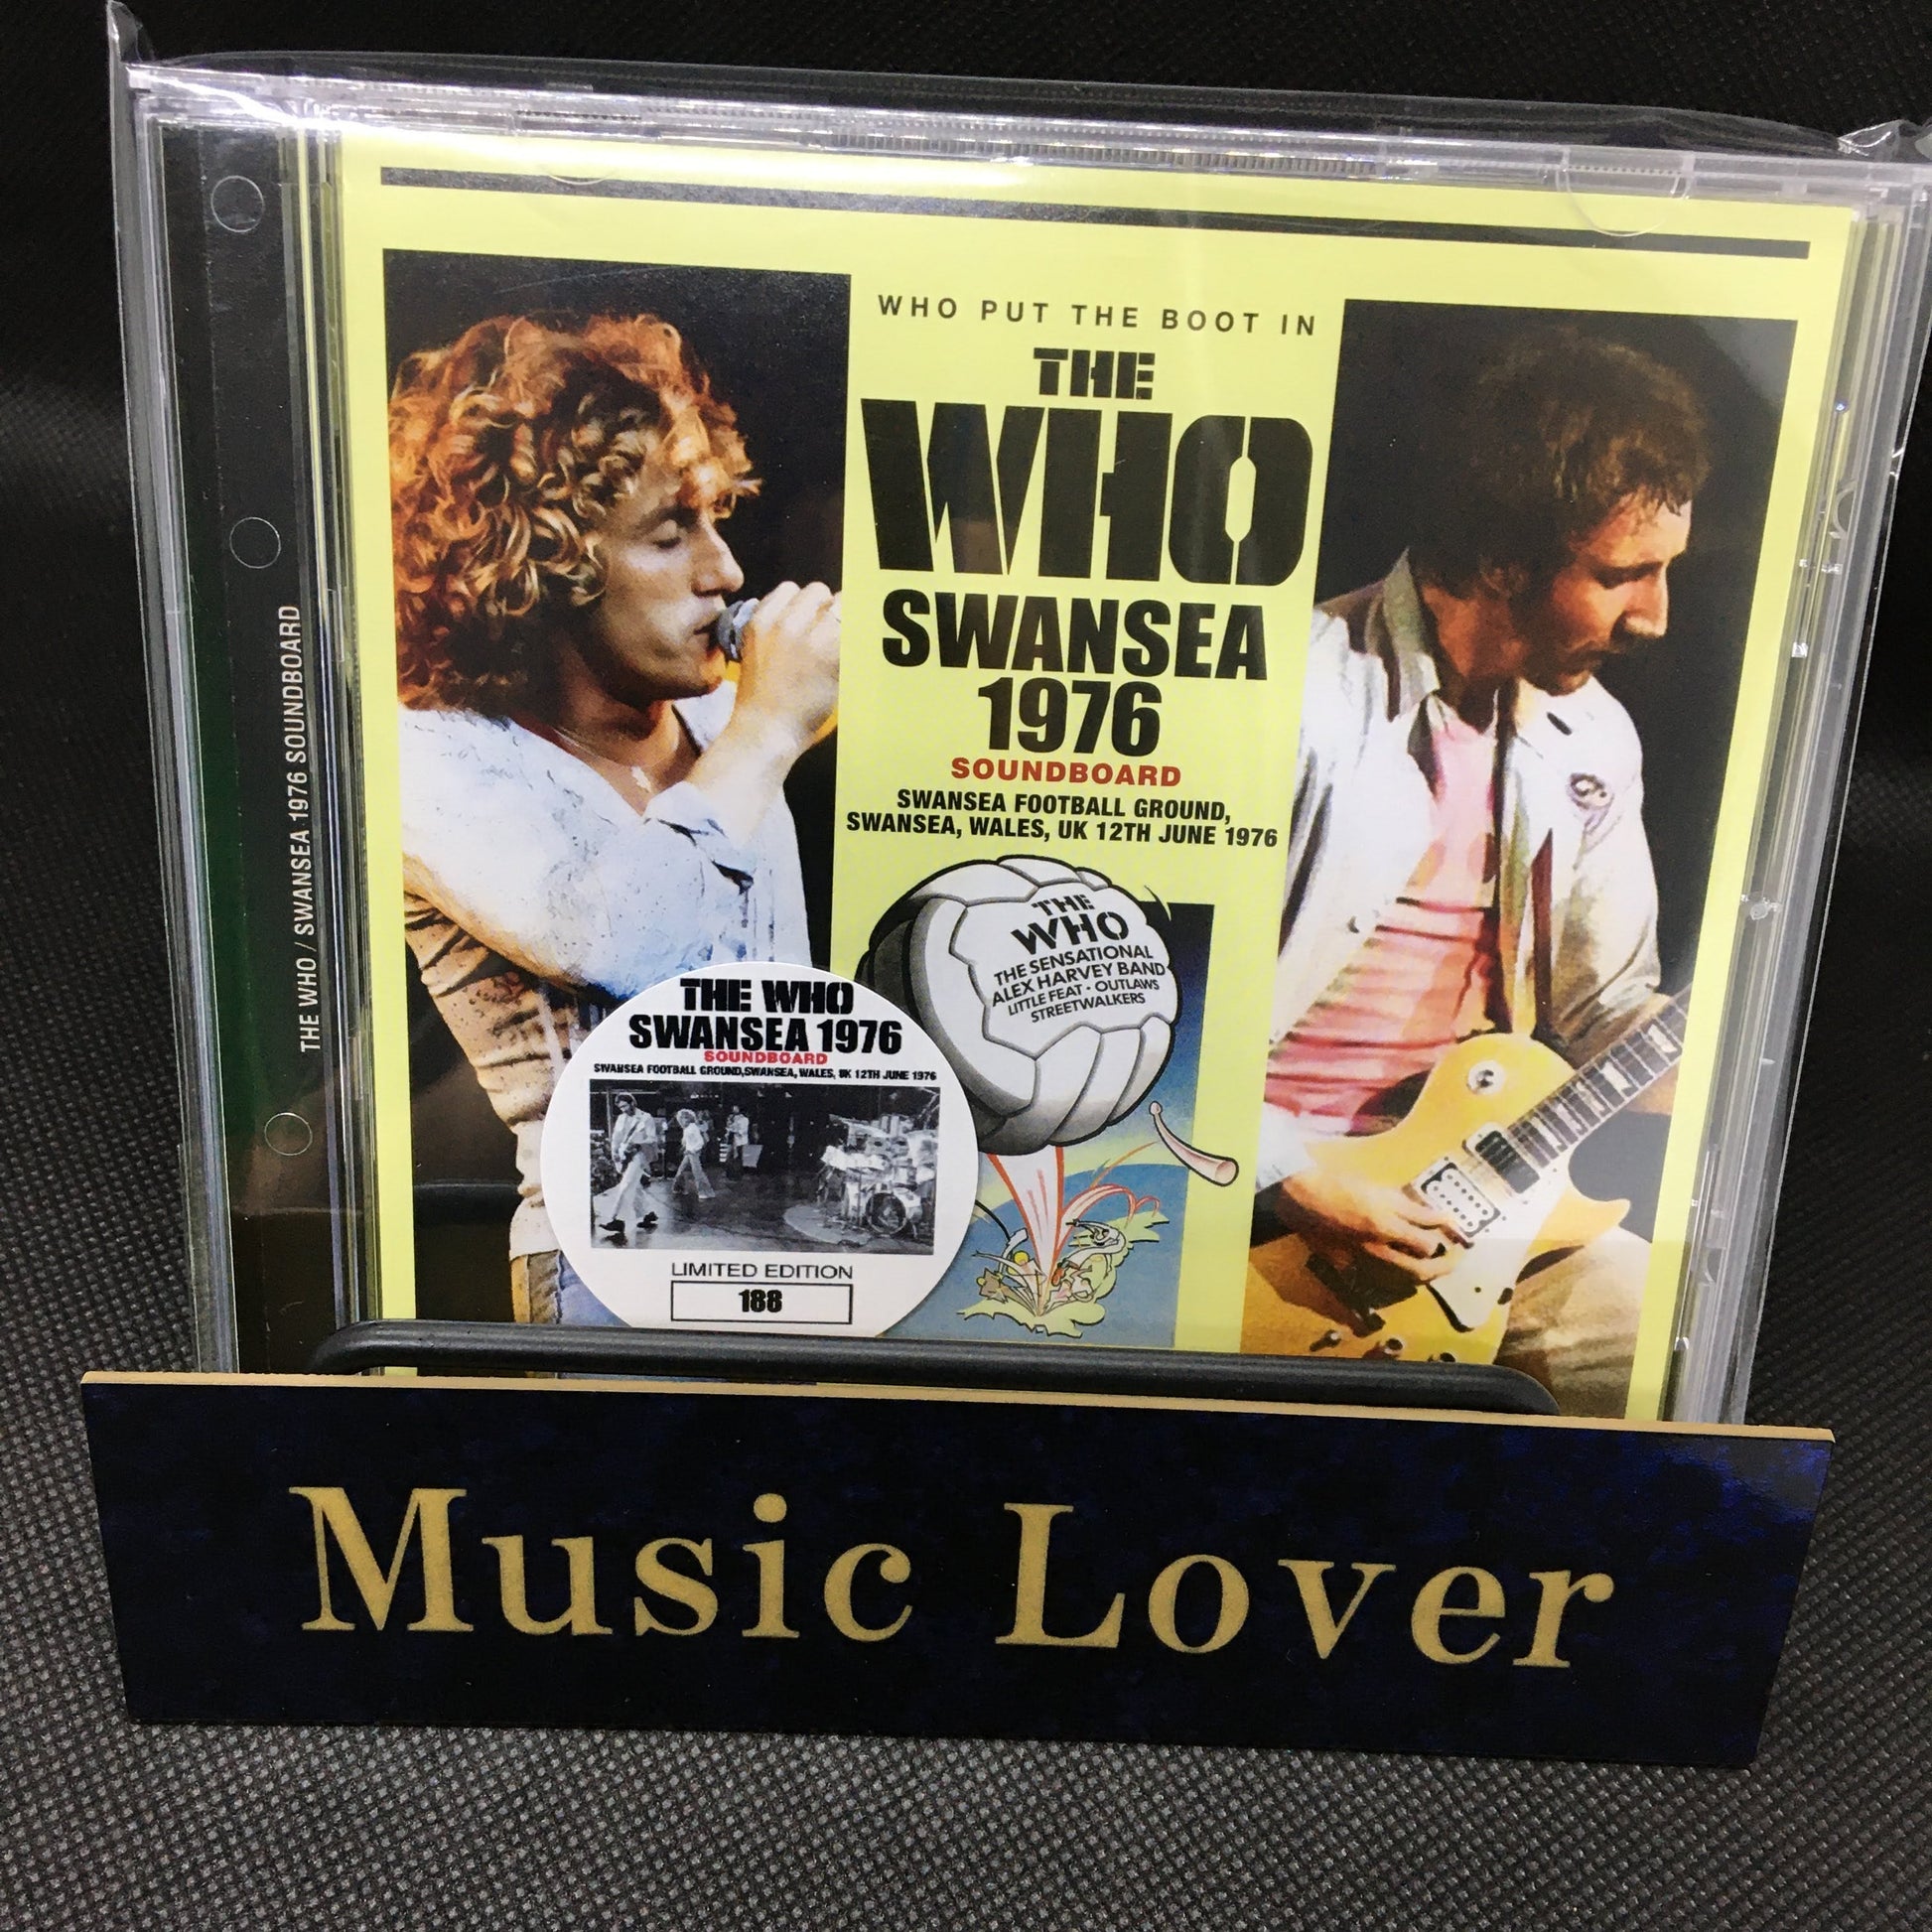 WHO PUT THE BOOT IN
THE
WHO
SWANSEA
1976
SOUNDBOARD
SWANSEA FOOTBALL GROUND,
SWANSEA, WALES, UK 12TH JUNE 1976
THE WHO / SWANSEA 1976 SOUNDBOARD
THE
WHO
THE SENSATIONAL
ALEX HARVEY BAND
LITTLE FEAT · OUTLAWS
STREETWALKERS
THE WHO
SWANSEA 1976
SOUNDBOARD
SWANSEA FOOTBALL GROUND,SWANSEA, WALES, UK 12TH JUNE 1976
LIMITED EDITION
188
Music Lover